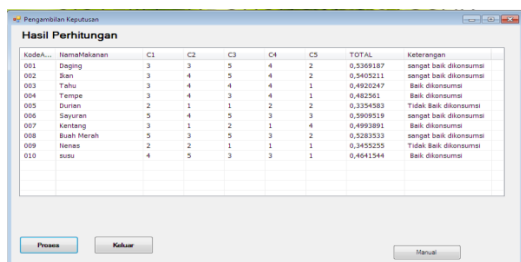 Pengambilan Keputusan
Hasil Perhitungan
KodeA... NamaMakanan C1 C2 C3 C4 C5 TOTAL Keterangan
001 Daging 3 3 5 4 2 0,5369187 sangat baik dikonsumsi
002 Ikan 3 4 5 4 2 0,5405211 sangat baik dikonsumsi
003 Tahu 3 4 4 4 1 0,4920247 Baik dikonsumsi
004 Tempe 3 4 3 4 1 0,482561 Baik dikonsumsi
005 Durian 2 1 1 2 2 0,3354583 Tidak Baik dikonsumsi
006 Sayuran 5 4 5 3 3 0,5909519 sangat baik dikonsumsi
007 Kentang 3 1 2 1 4 0,4993891 Baik dikonsumsi
008 Buah Merah 5 3 5 3 2 0,5283533 sangat baik dikonsumsi
009 Nenas 2 2 1 1 1 0,3455255 Tidak Baik dikonsumsi
010 susu 4 5 3 3 1 0,4641544 Baik dikonsumsi
Proses Keluar Manual